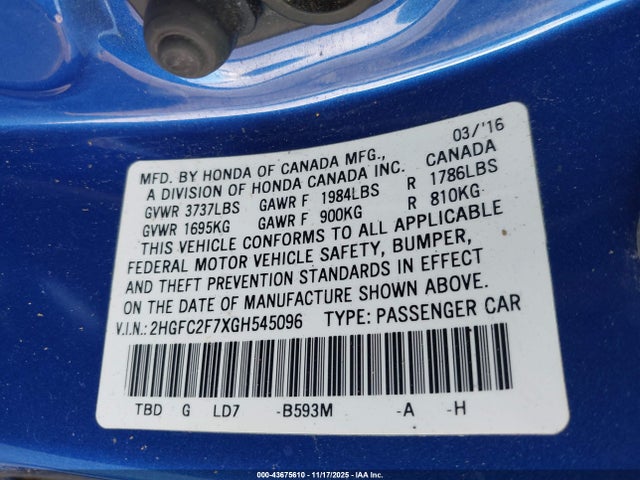 03/'16
MFD. BY HONDA OF CANADA MFG., CANADA
A DIVISION OF HONDA CANADA INC.
GVWR 3737LBS GAWR F 1984LBS R 1786LBS
GVWR 1695KG GAWR F 900KG R 810KG
THIS VEHICLE CONFORMS TO ALL APPLICABLE
FEDERAL MOTOR VEHICLE SAFETY, BUMPER,
AND THEFT PREVENTION STANDARDS IN EFFECT
ON THE DATE OF MANUFACTURE SHOWN ABOVE.
V.I.N.: 2HGFC2F7XGH545096 TYPE: PASSENGER CAR
TBD G LD7 -B593M -A -H
000-43675610 - 11/17/2025 - IAA Inc.